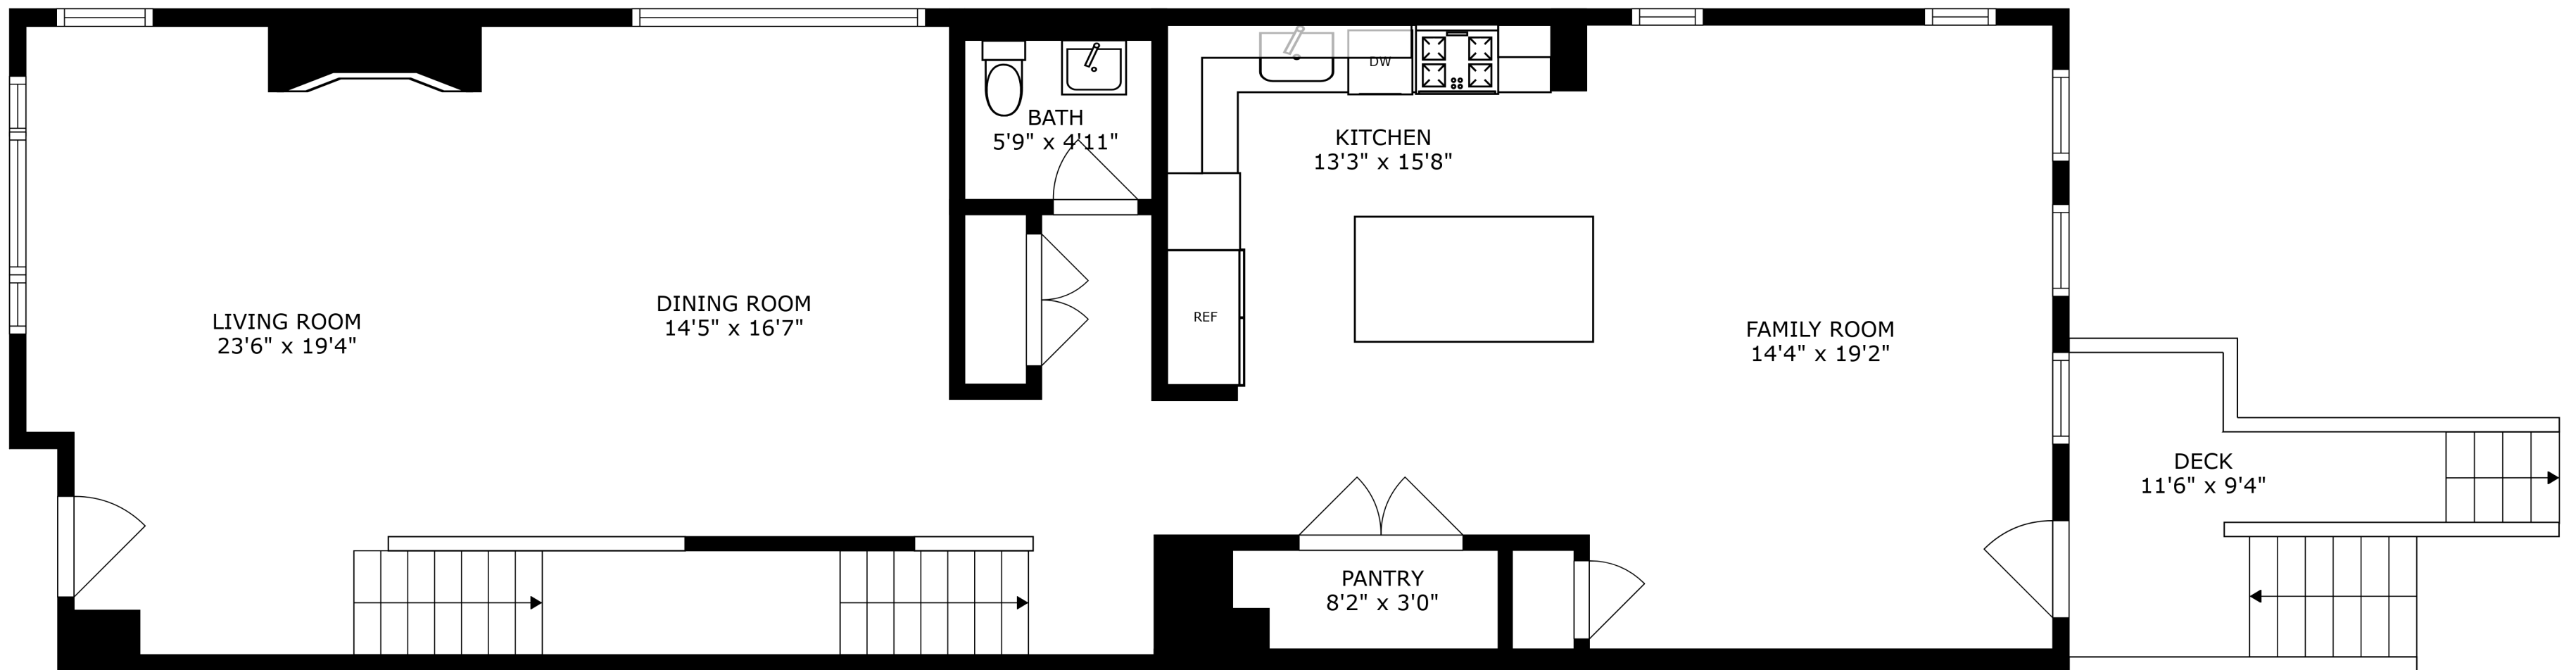 BATH
5'9" x 4'11"
DW
KITCHEN
13'3" x 15'8"
LIVING ROOM
23'6" x 19'4"
DINING ROOM
14'5" x 16'7"
REF
FAMILY ROOM
14'4" x 19'2"
DECK
11'6" x 9'4"
PANTRY
8'2" x 3'0"